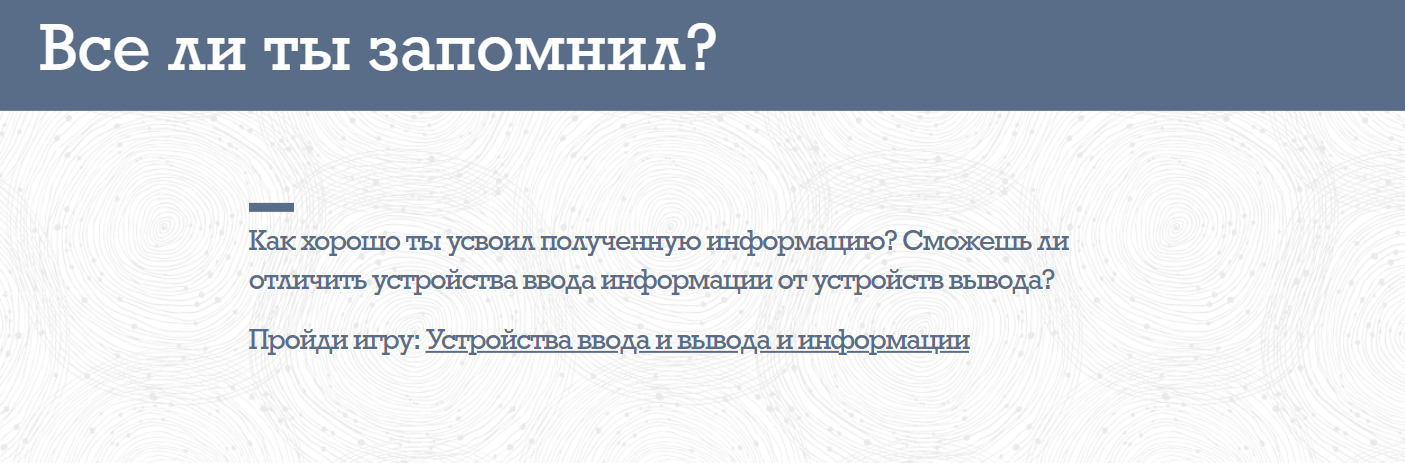 Все ли ты запомнил?
Как хорошо ты усвоил полученную информацию? Сможешь ли
отличить устройства ввода информации от устройств вывода?
Пройди игру: Устройства ввода и вывода и информации